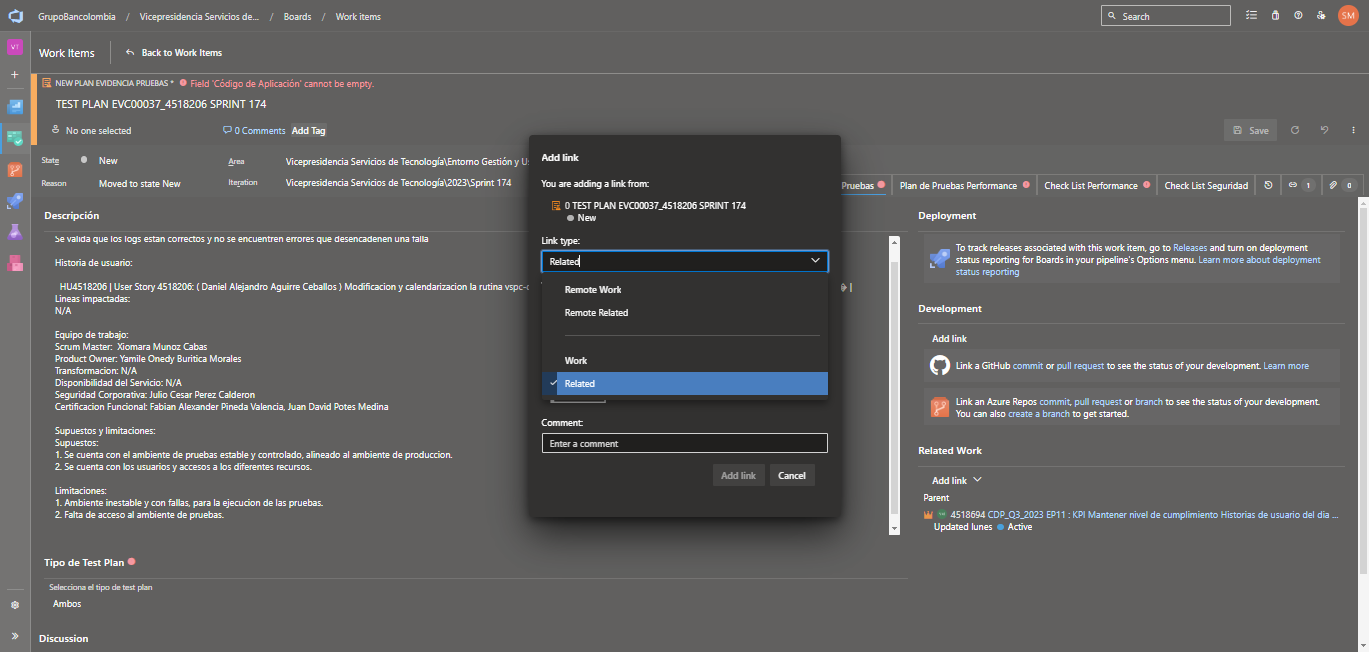 GrupoBancolombia / Vicepresidencia Servicios de... / Boards / Work items
Search
SM
VT
Work Items
Back to Work Items
NEW PLAN EVIDENCIA PRUEBAS * Field 'Código de Aplicación' cannot be empty.
TEST PLAN EVC00037_4518206 SPRINT 174
No one selected
0 Comments
Add Tag
Save
State
New
Area
Vicepresidencia Servicios de Tecnología\Entorno Gestión y
Reason
Moved to state New
Iteration
Vicepresidencia Servicios de Tecnología\2023\Sprint 174
Pruebas
Plan de Pruebas Performance
Check List Performance
Check List Seguridad
1
0
Descripción
Se valida que los logs estan correctos y no se encuentren errores que desencadenen una falla
Historia de usuario:
HU4518206 | User Story 4518206: ( Daniel Alejandro Aguirre Ceballos ) Modificacion y calendarizacion la rutina vspc-
Lineas impactadas:
N/A
Equipo de trabajo:
Scrum Master: Xiomara Munoz Cabas
Product Owner: Yamile Onedy Buritica Morales
Transformacion: N/A
Disponibilidad del Servicio: N/A
Seguridad Corporativa: Julio Cesar Perez Calderon
Certificacion Funcional: Fabian Alexander Pineda Valencia, Juan David Potes Medina
Supuestos y limitaciones:
Supuestos:
1. Se cuenta con el ambiente de pruebas estable y controlado, alineado al ambiente de produccion.
2. Se cuenta con los usuarios y accesos a los diferentes recursos.
Limitaciones:
1. Ambiente inestable y con fallas, para la ejecucion de las pruebas.
2. Falta de acceso al ambiente de pruebas.
Tipo de Test Plan
Selecciona el tipo de test plan
Ambos
Discussion
Add link
You are adding a link from:
0 TEST PLAN EVC00037_4518206 SPRINT 174
New
Link type:
Related
Remote Work
Remote Related
Work
Related
Comment:
Enter a comment
Add link
Cancel
Deployment
To track releases associated with this work item, go to Releases and turn on deployment
status reporting for Boards in your pipeline's Options menu. Learn more about deployment
status reporting
Development
Add link
Link a GitHub commit or pull request to see the status of your development. Learn more
Link an Azure Repos commit, pull request or branch to see the status of your development.
You can also create a branch to get started.
Related Work
Add link
Parent
4518694 CDP_Q3_2023 EP11 : KPI Mantener nivel de cumplimiento Historias de usuario del dia ...
Updated lunes Active